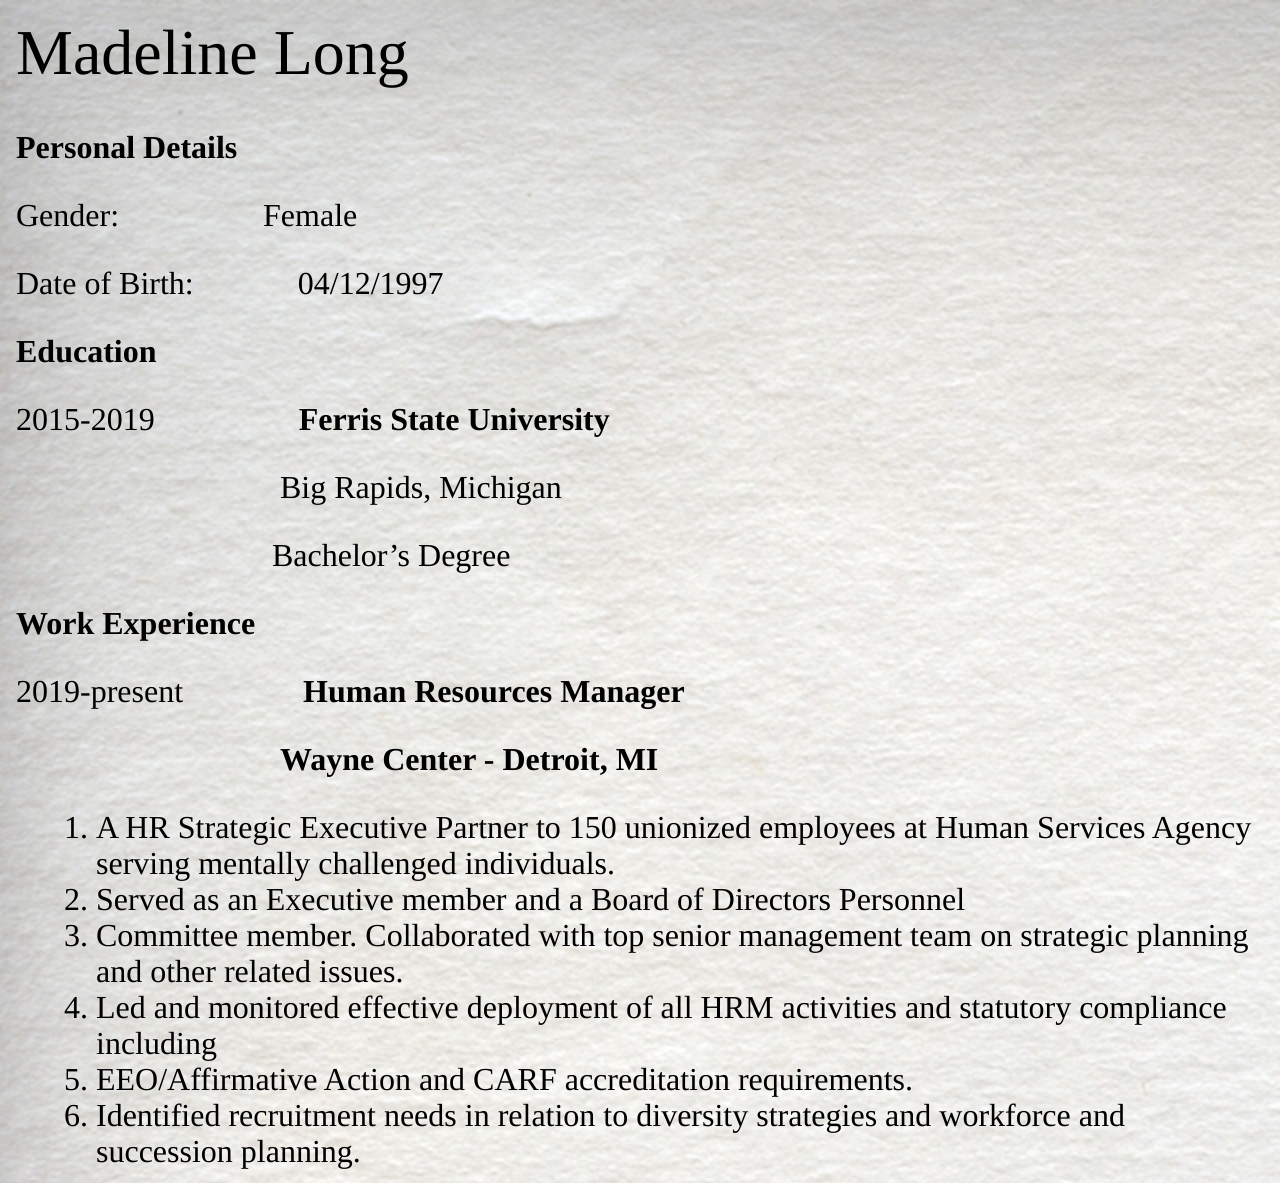 Madeline Long
Personal Details
Gender: Female
Date of Birth: 04/12/1997
Education
2015-2019 Ferris State University
Big Rapids, Michigan
Bachelor’s Degree
Work Experience
2019-present Human Resources Manager
Wayne Center - Detroit, MI
1. A HR Strategic Executive Partner to 150 unionized employees at Human Services Agency
serving mentally challenged individuals.
2. Served as an Executive member and a Board of Directors Personnel
3. Committee member. Collaborated with top senior management team on strategic planning
and other related issues.
4. Led and monitored effective deployment of all HRM activities and statutory compliance
including
5. EEO/Affirmative Action and CARF accreditation requirements.
6. Identified recruitment needs in relation to diversity strategies and workforce and
succession planning.